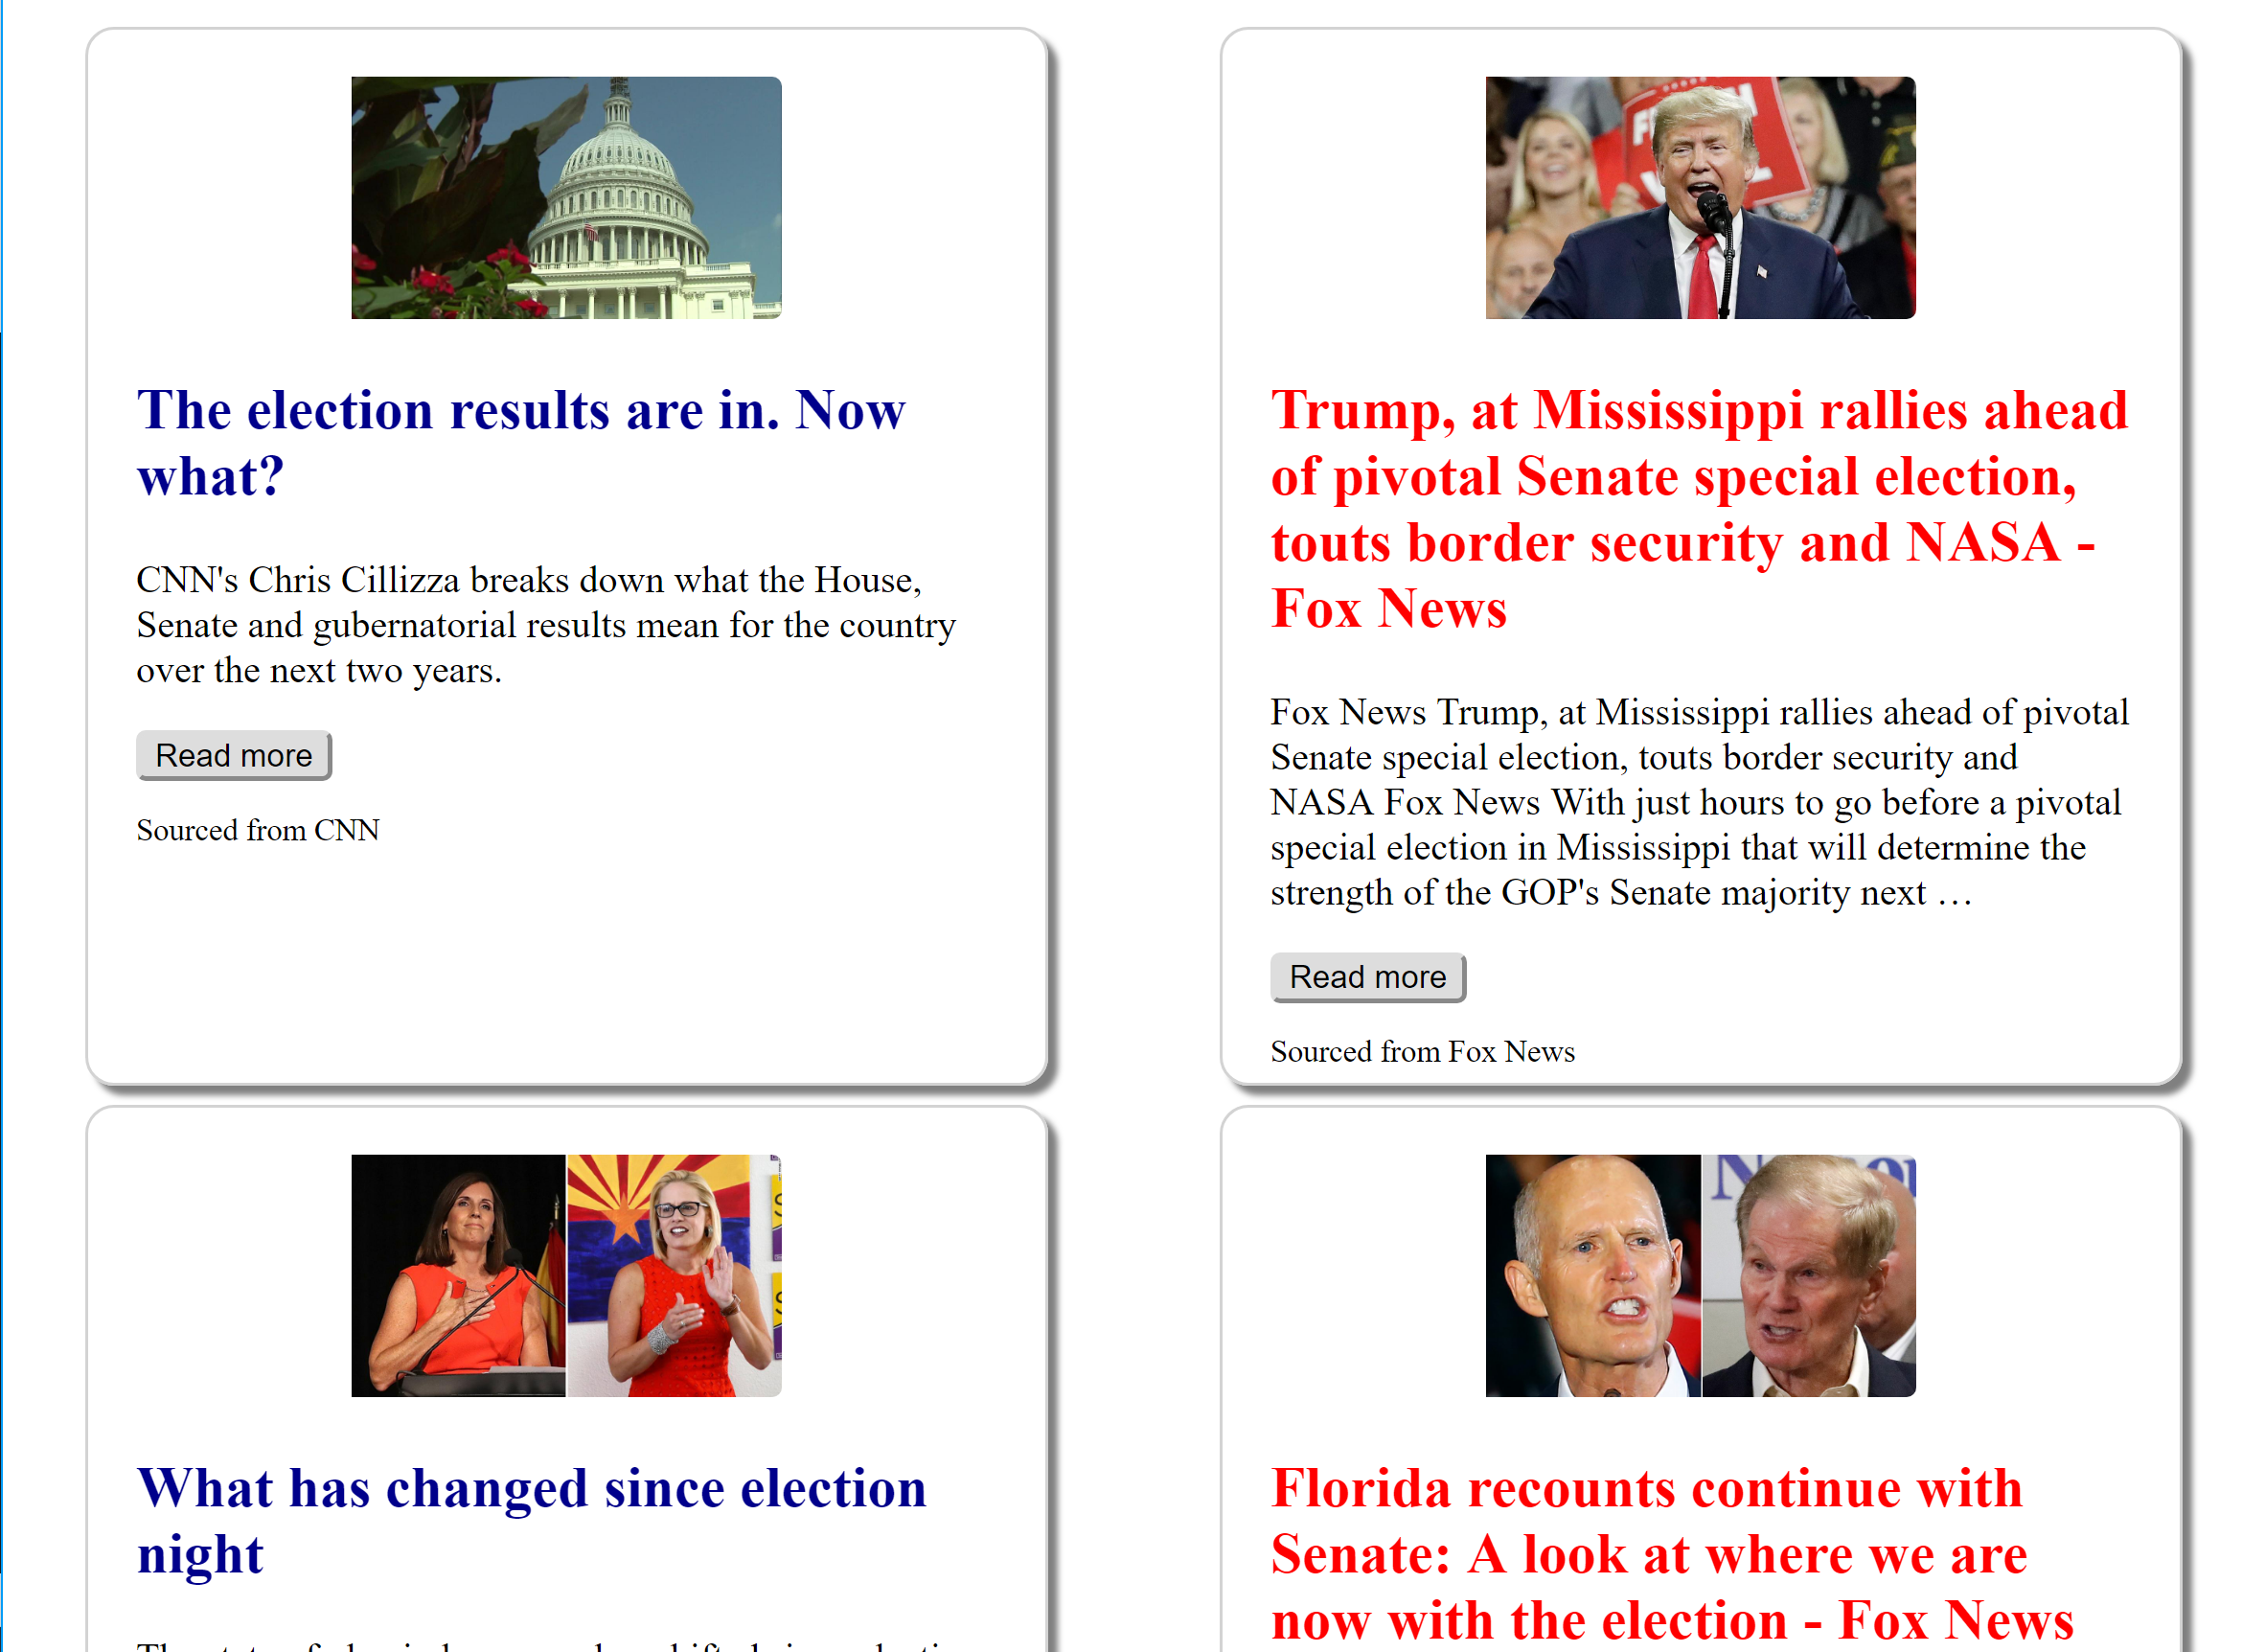 The election results are in. Now
what?
CNN's Chris Cillizza breaks down what the House,
Senate and gubernatorial results mean for the country
over the next two years.
Read more
Sourced from CNN
Trump, at Mississippi rallies ahead
of pivotal Senate special election,
touts border security and NASA -
Fox News
Fox News Trump, at Mississippi rallies ahead of pivotal
Senate special election, touts border security and
NASA Fox News With just hours to go before a pivotal
special election in Mississippi that will determine the
strength of the GOP's Senate majority next …
Read more
Sourced from Fox News
What has changed since election
night
Florida recounts continue with
Senate: A look at where we are
now with the election - Fox News